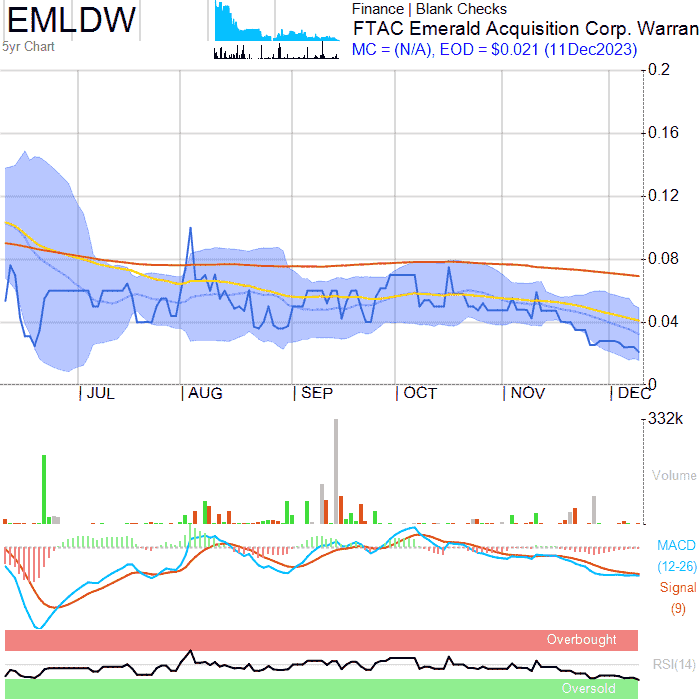 EMLDW
5yr Chart
Finance | Blank Checks
FTAC Emerald Acquisition Corp. Warran
MC = (N/A), EOD = $0.021 (11Dec2023)
0.2
0.16
0.12
0.08
0.04
0
JUL AUG SEP OCT NOV DEC
332k
Volume
MACD
(12-26)
Signal
(9)
Overbought
RSI(14)
Oversold